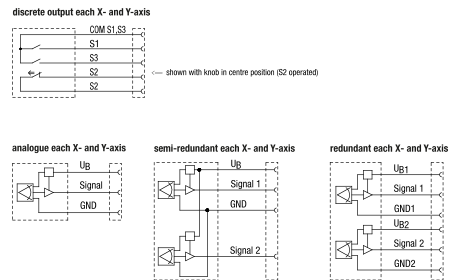 discrete output each X- and Y-axis
COM S1,S3
S1
S3
S2
shown with knob in centre position (S2 operated)
S2
analogue each X- and Y-axis
UB
Signal
GND
semi-redundant each X- and Y-axis
UB
Signal 1
GND
Signal 2
redundant each X- and Y-axis
UB1
Signal 1
GND1
UB2
Signal 2
GND2